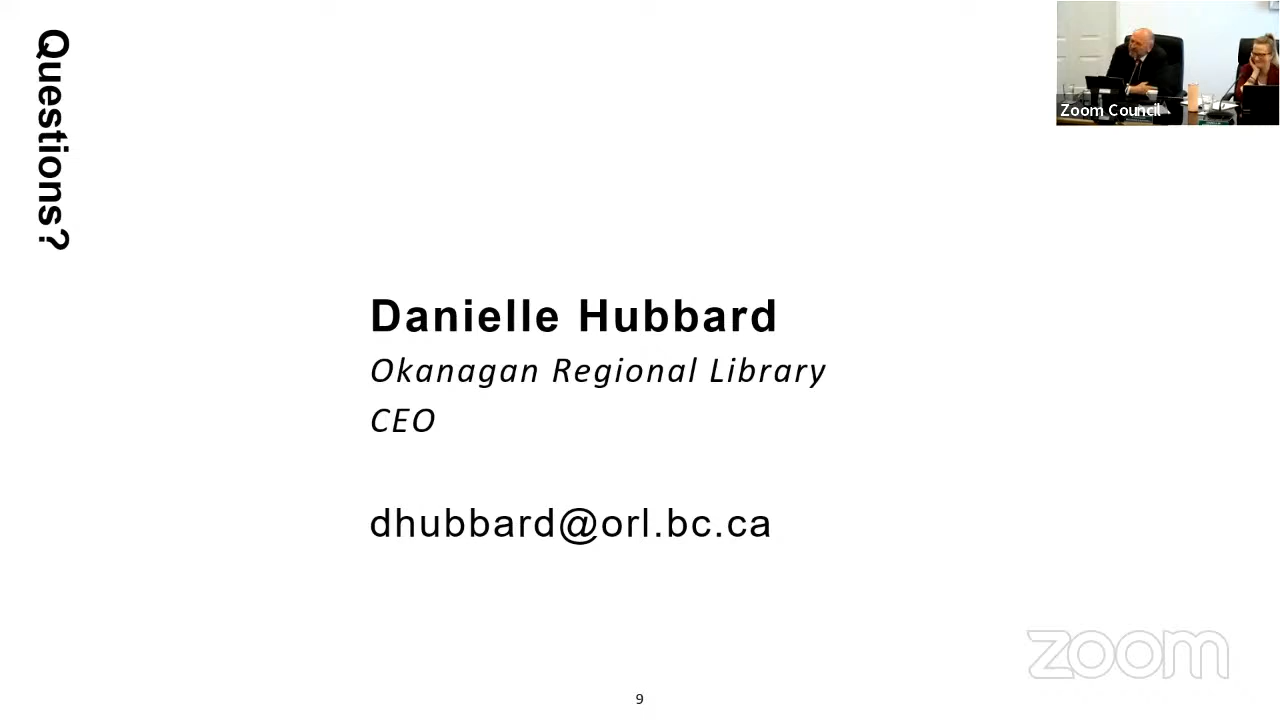 Questions?
Zoom Council
Danielle Hubbard
Okanagan Regional Library
CEO
dhubbard@orl.bc.ca
zoom
9